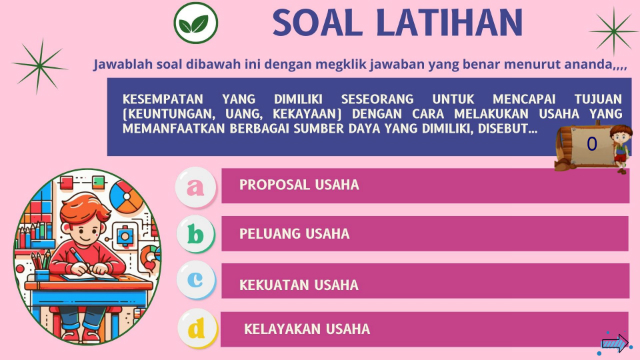 SOAL LATIHAN
Jawablah soal dibawah ini dengan megklik jawaban yang benar menurut ananda,,,,
KESEMPATAN YANG DIMILIKI SESEORANG UNTUK MENCAPAI TUJUAN
(KEUNTUNGAN, UANG, KEKAYAAN) DENGAN CARA MELAKUKAN USAHA YANG
MEMANFAATKAN BERBAGAI SUMBER DAYA YANG DIMILIKI, DISEBUT...
0
a PROPOSAL USAHA
b PELUANG USAHA
c KEKUATAN USAHA
d KELAYAKAN USAHA